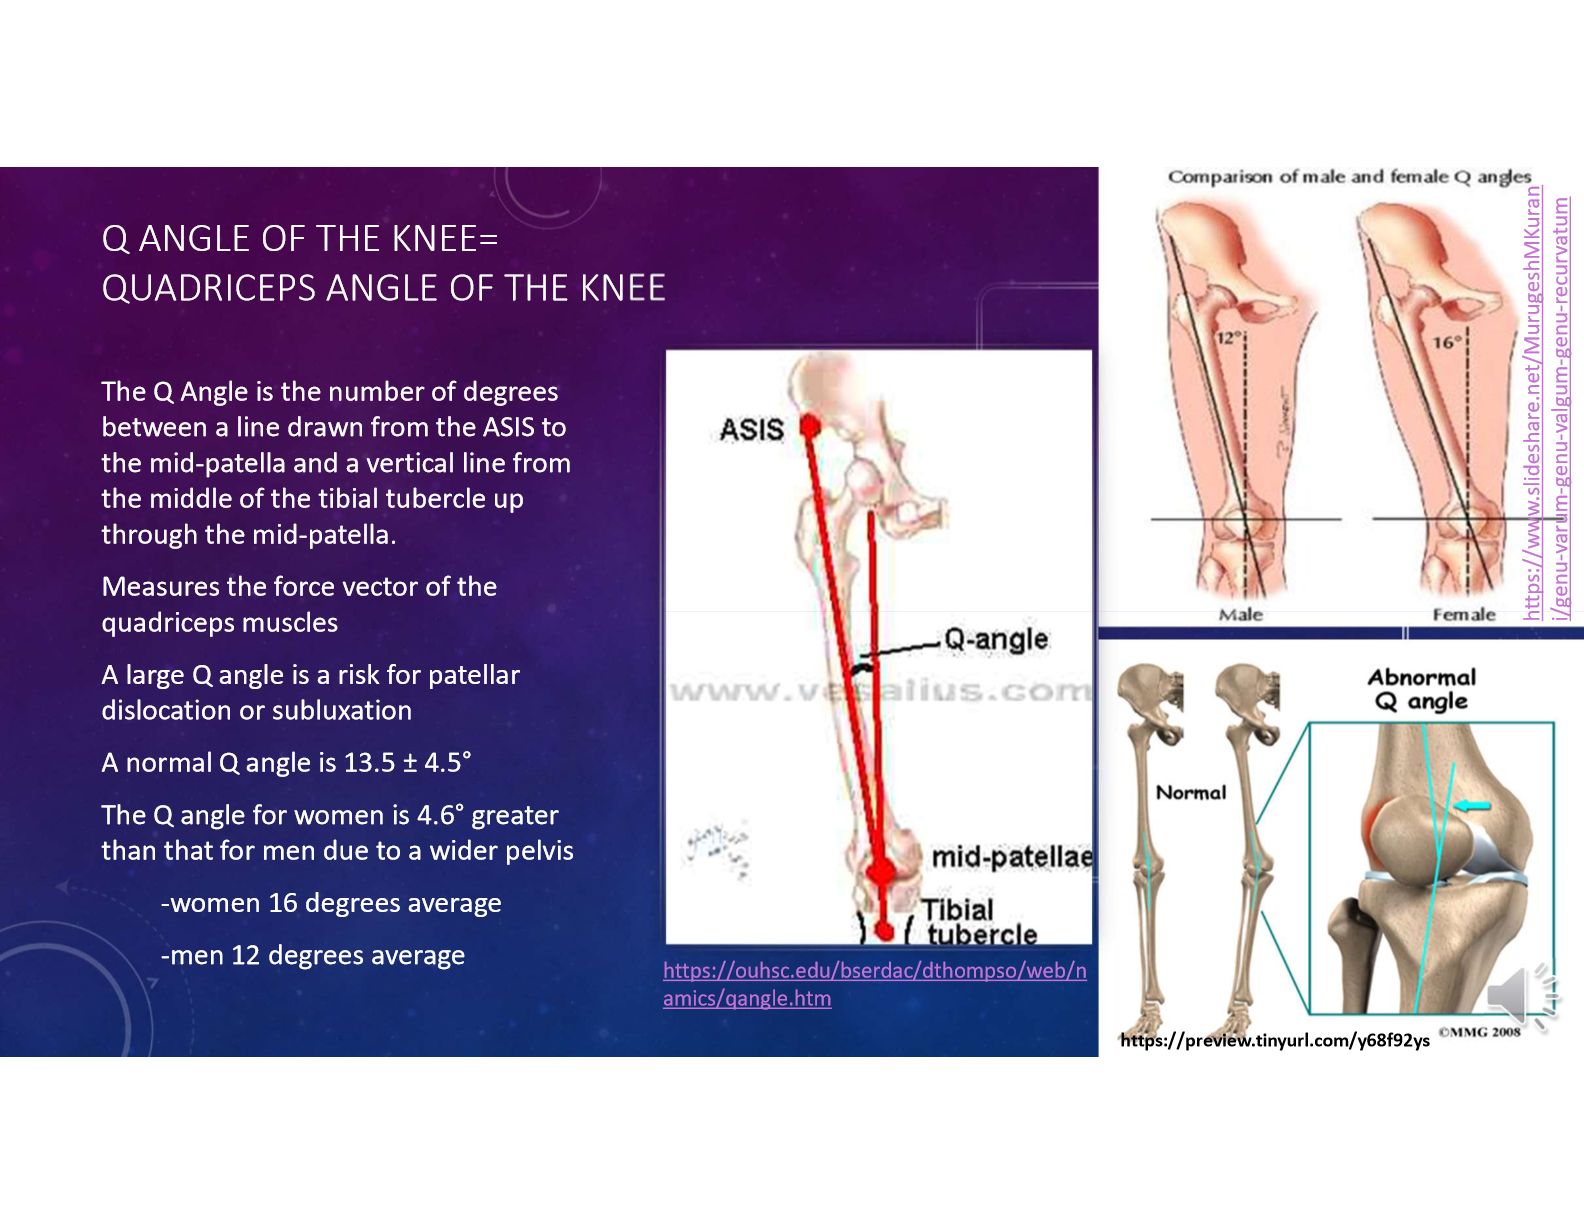 Q ANGLE OF THE KNEE=
QUADRICEPS ANGLE OF THE KNEE
The Q Angle is the number of degrees
between a line drawn from the ASIS to
the mid-patella and a vertical line from
the middle of the tibial tubercle up
through the mid-patella.
Measures the force vector of the
quadriceps muscles
A large Q angle is a risk for patellar
dislocation or subluxation
A normal Q angle is 13.5 ± 4.5°
The Q angle for women is 4.6° greater
than that for men due to a wider pelvis
-women 16 degrees average
-men 12 degrees average
ASIS
Q-angle
www.vesalius.com
mid-patellae
Tibial
tubercle
https://ouhsc.edu/bserdac/dthompso/web/n
amics/qangle.htm
Comparison of male and female Q angles
12°
16°
Male
Female
https://www.slideshare.net/MurugeshMKuran
i/genu-varum-genu-valgum-genu-recurvatum
Abnormal
Q angle
Normal
©MMG 2008
https://preview.tinyurl.com/y68f92ys